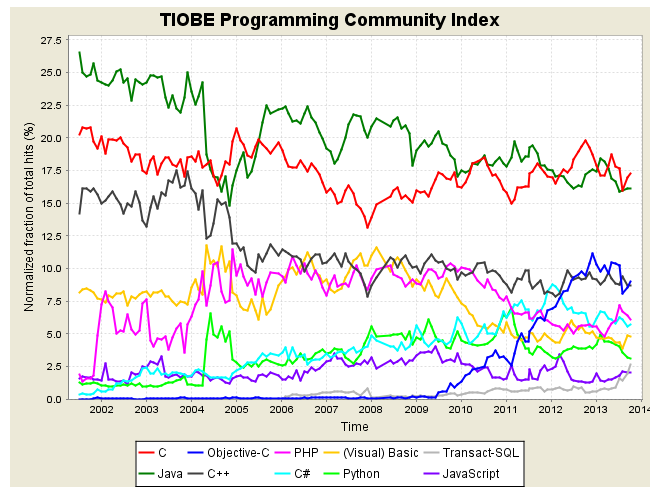 TIOBE Programming Community Index
Normalized fraction of total hits (%)
27.5
25.0
22.5
20.0
17.5
15.0
12.5
10.0
7.5
5.0
2.5
0.0
2002 2003 2004 2005 2006 2007 2008 2009 2010 2011 2012 2013 2014
Time
C Objective-C PHP (Visual) Basic Transact-SQL
Java C++ C# Python JavaScript